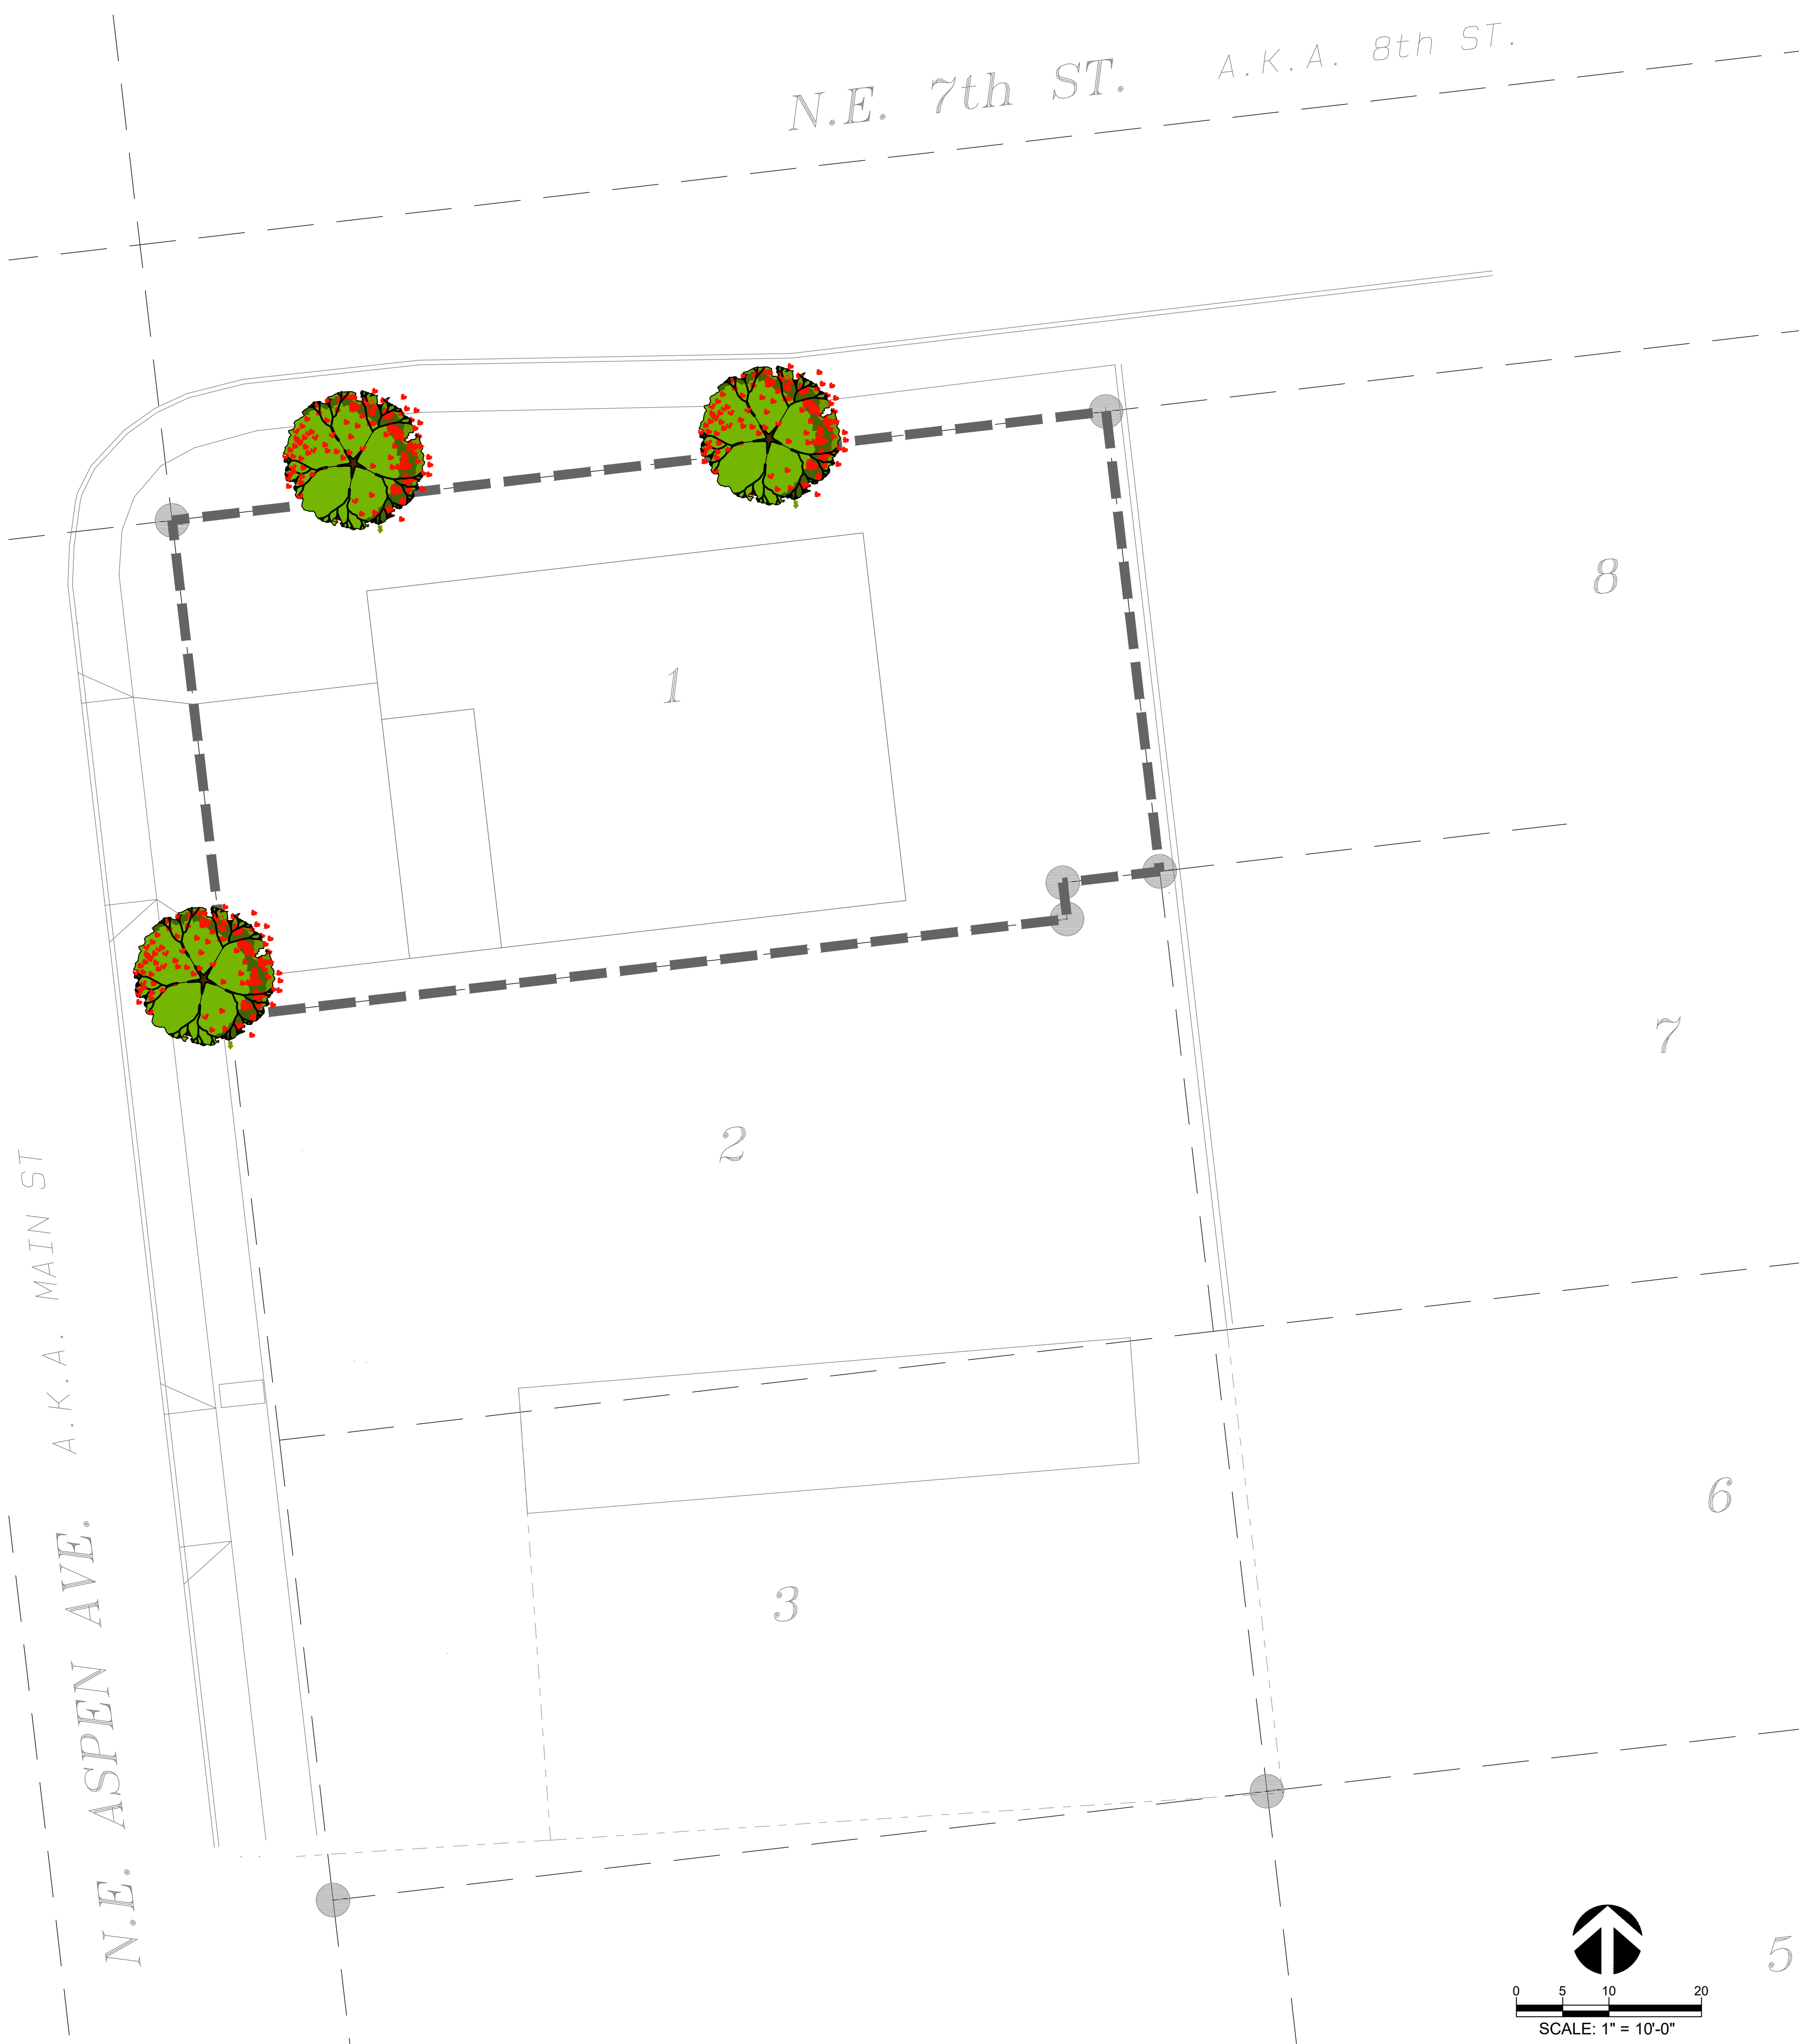 N.E. 7th ST. A.K.A. 8th ST.
8
1
7
2
N.E. ASPEN AVE. A.K.A. MAIN ST
6
3
5
0 5 10 20
SCALE: 1" = 10'-0"